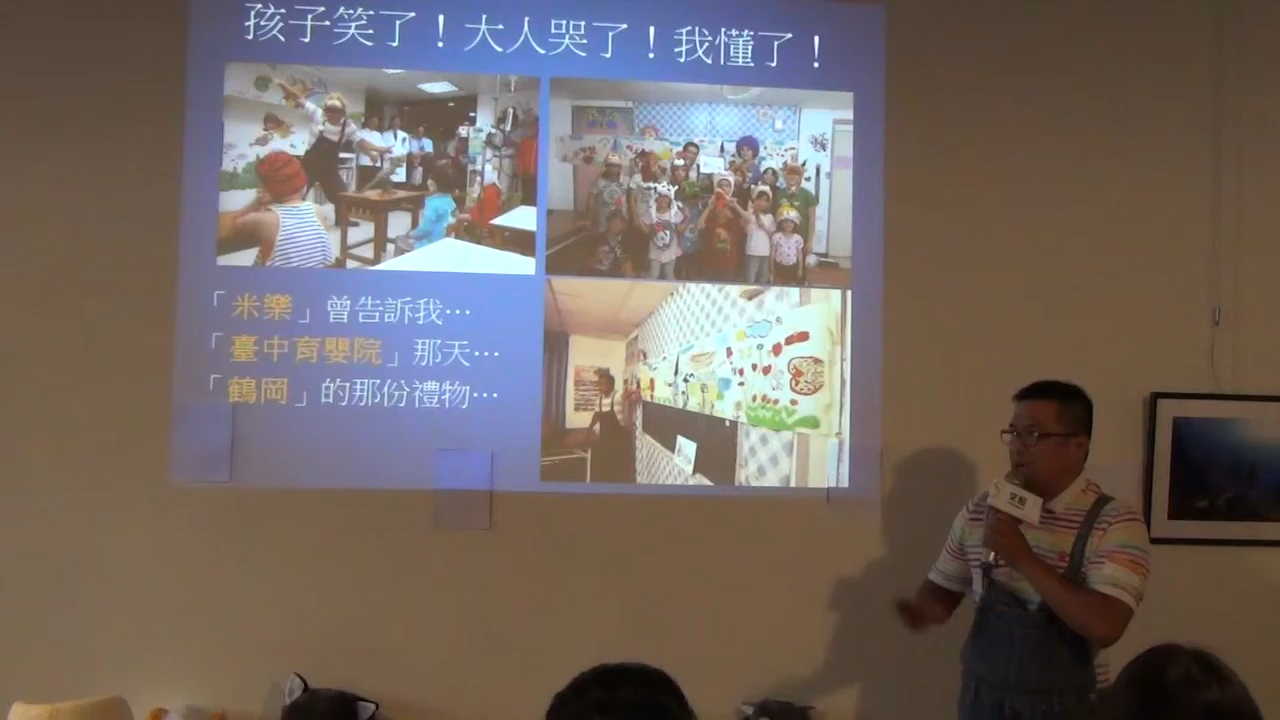 孩子笑了！大人哭了！我懂了！
「米樂」曾告訴我…
「臺中育嬰院」那天…
「鶴岡」的那份禮物…